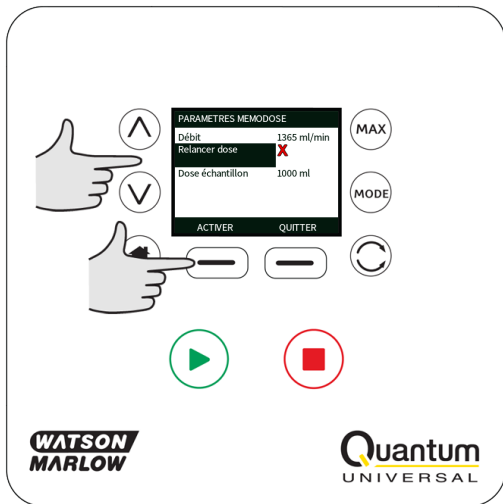 PARAMETRES MEMODOSE
Débit 1365 ml/min
Relancer dose X
Dose échantillon 1000 ml
ACTIVER QUITTER
MAX
MODE
WATSON
MARLOW
Quantum
UNIVERSAL